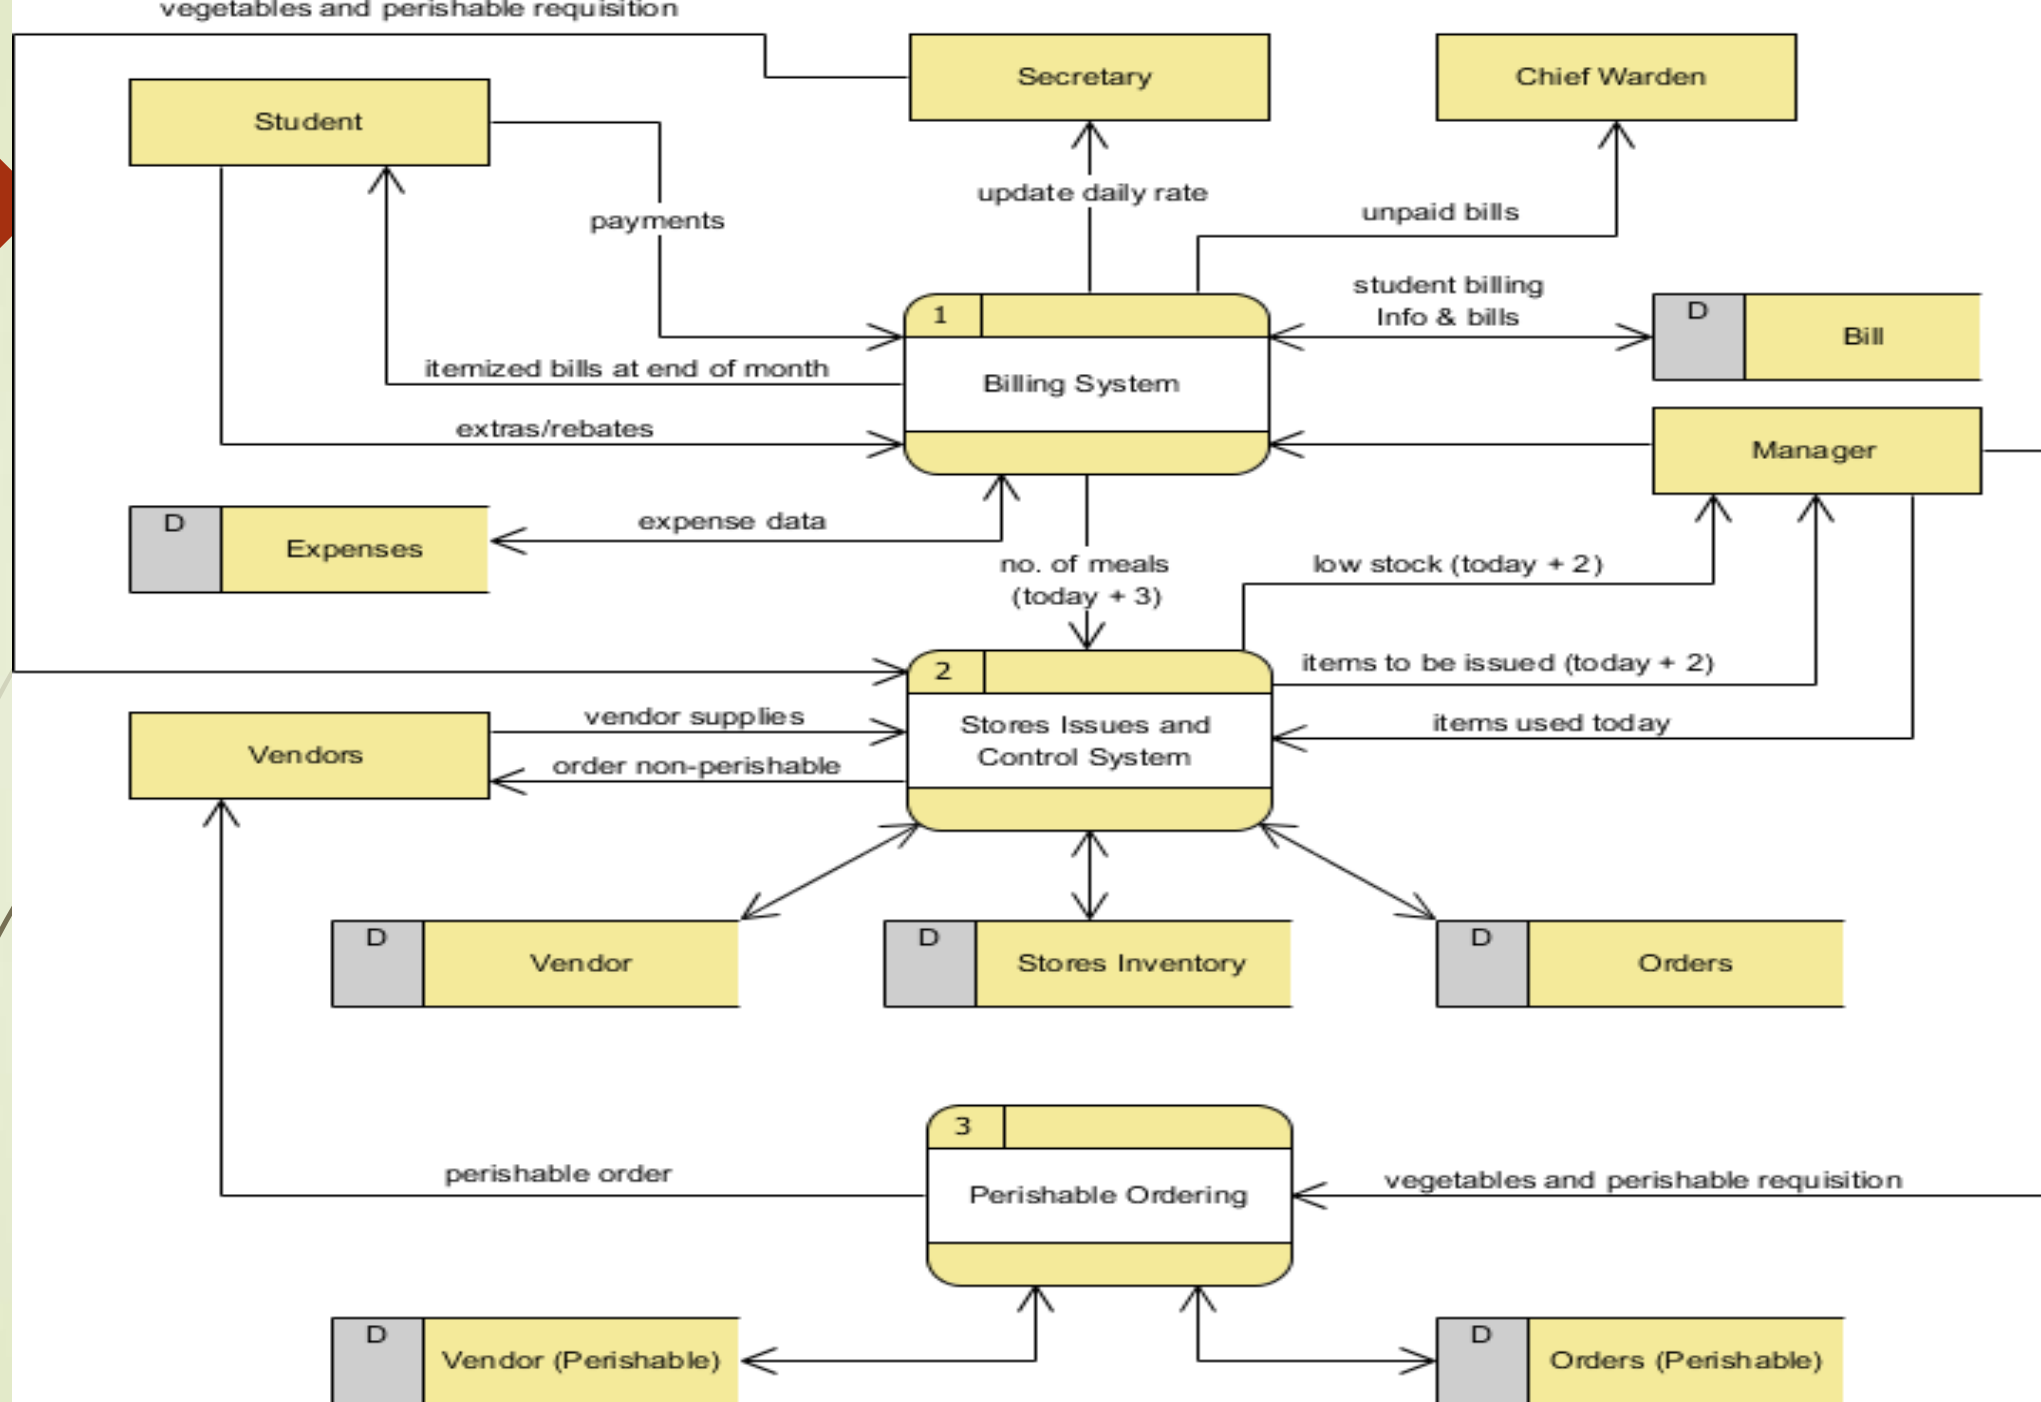 vegetables and perishable requisition
Secretary
Chief Warden
Student
update daily rate
unpaid bills
payments
student billing
Info & bills
1
D
Bill
Billing System
itemized bills at end of month
extras/rebates
Manager
D
Expenses
expense data
no. of meals
(today + 3)
low stock (today + 2)
2
items to be issued (today + 2)
Stores Issues and
Control System
vendor supplies
items used today
Vendors
order non-perishable
D
Vendor
D
Stores Inventory
D
Orders
3
perishable order
Perishable Ordering
vegetables and perishable requisition
D
Vendor (Perishable)
D
Orders (Perishable)